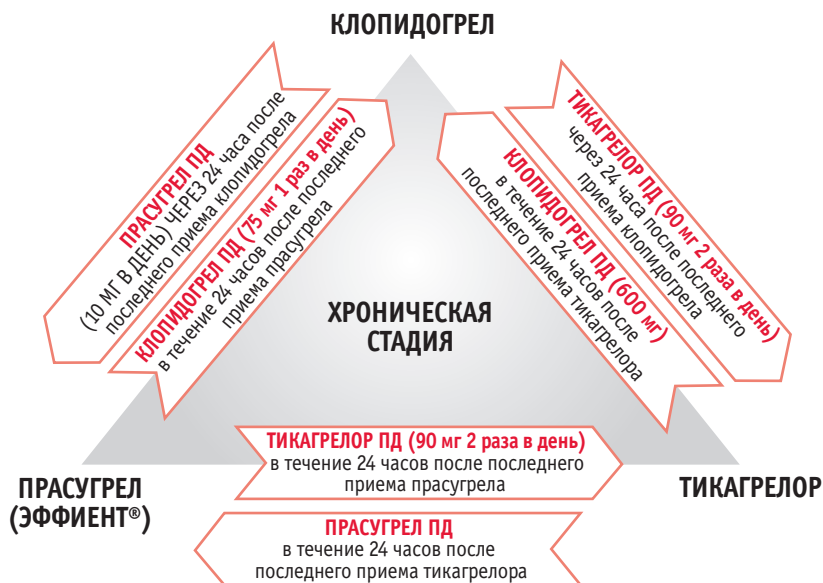 КЛОПИДОГРЕЛ
ПРАСУГРЕЛ ПД
(10 МГ В ДЕНЬ) ЧЕРЕЗ 24 ЧАСА ПОСЛЕ
последнего приема клопидогрела
КЛОПИДОГРЕЛ ПД (75 мг 1 раз в день)
в течение 24 часов после последнего
приема прасугрела
ТИКАГРЕЛОР ПД (90 мг 2 раза в день)
через 24 часа после последнего
приема клопидогрела
КЛОПИДОГРЕЛ ПД (600 мг)
в течение 24 часов после
последнего приема тикагрелора
ХРОНИЧЕСКАЯ
СТАДИЯ
ТИКАГРЕЛОР ПД (90 мг 2 раза в день)
в течение 24 часов после последнего
приема прасугрела
ПРАСУГРЕЛ
(ЭФФИЕНТ®)
ТИКАГРЕЛОР
ПРАСУГРЕЛ ПД
в течение 24 часов после
последнего приема тикагрелора